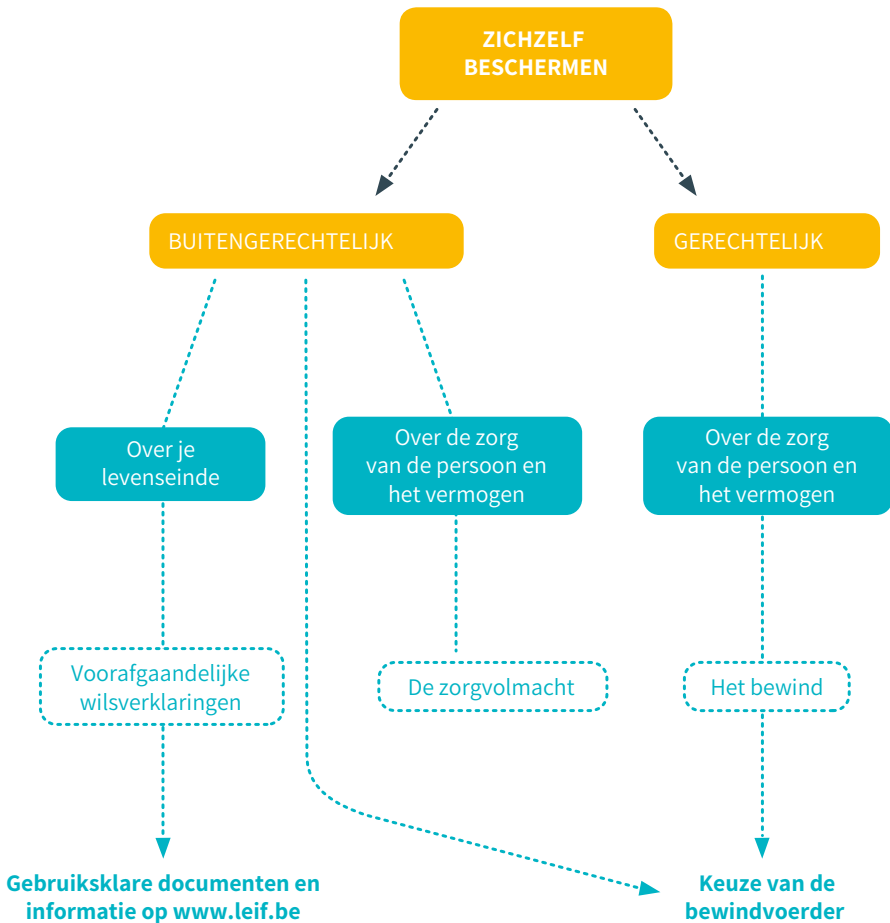 ZICHZELF
BESCHERMEN
BUITENGERECHTELIJK
GERECHTELIJK
Over je
levenseinde
Over de zorg
van de persoon en
het vermogen
Over de zorg
van de persoon en
het vermogen
Voorafgaandelijke
wilsverklaringen
De zorgvolmacht
Het bewind
Gebruiksklare documenten en
informatie op www.leif.be
Keuze van de
bewindvoerder